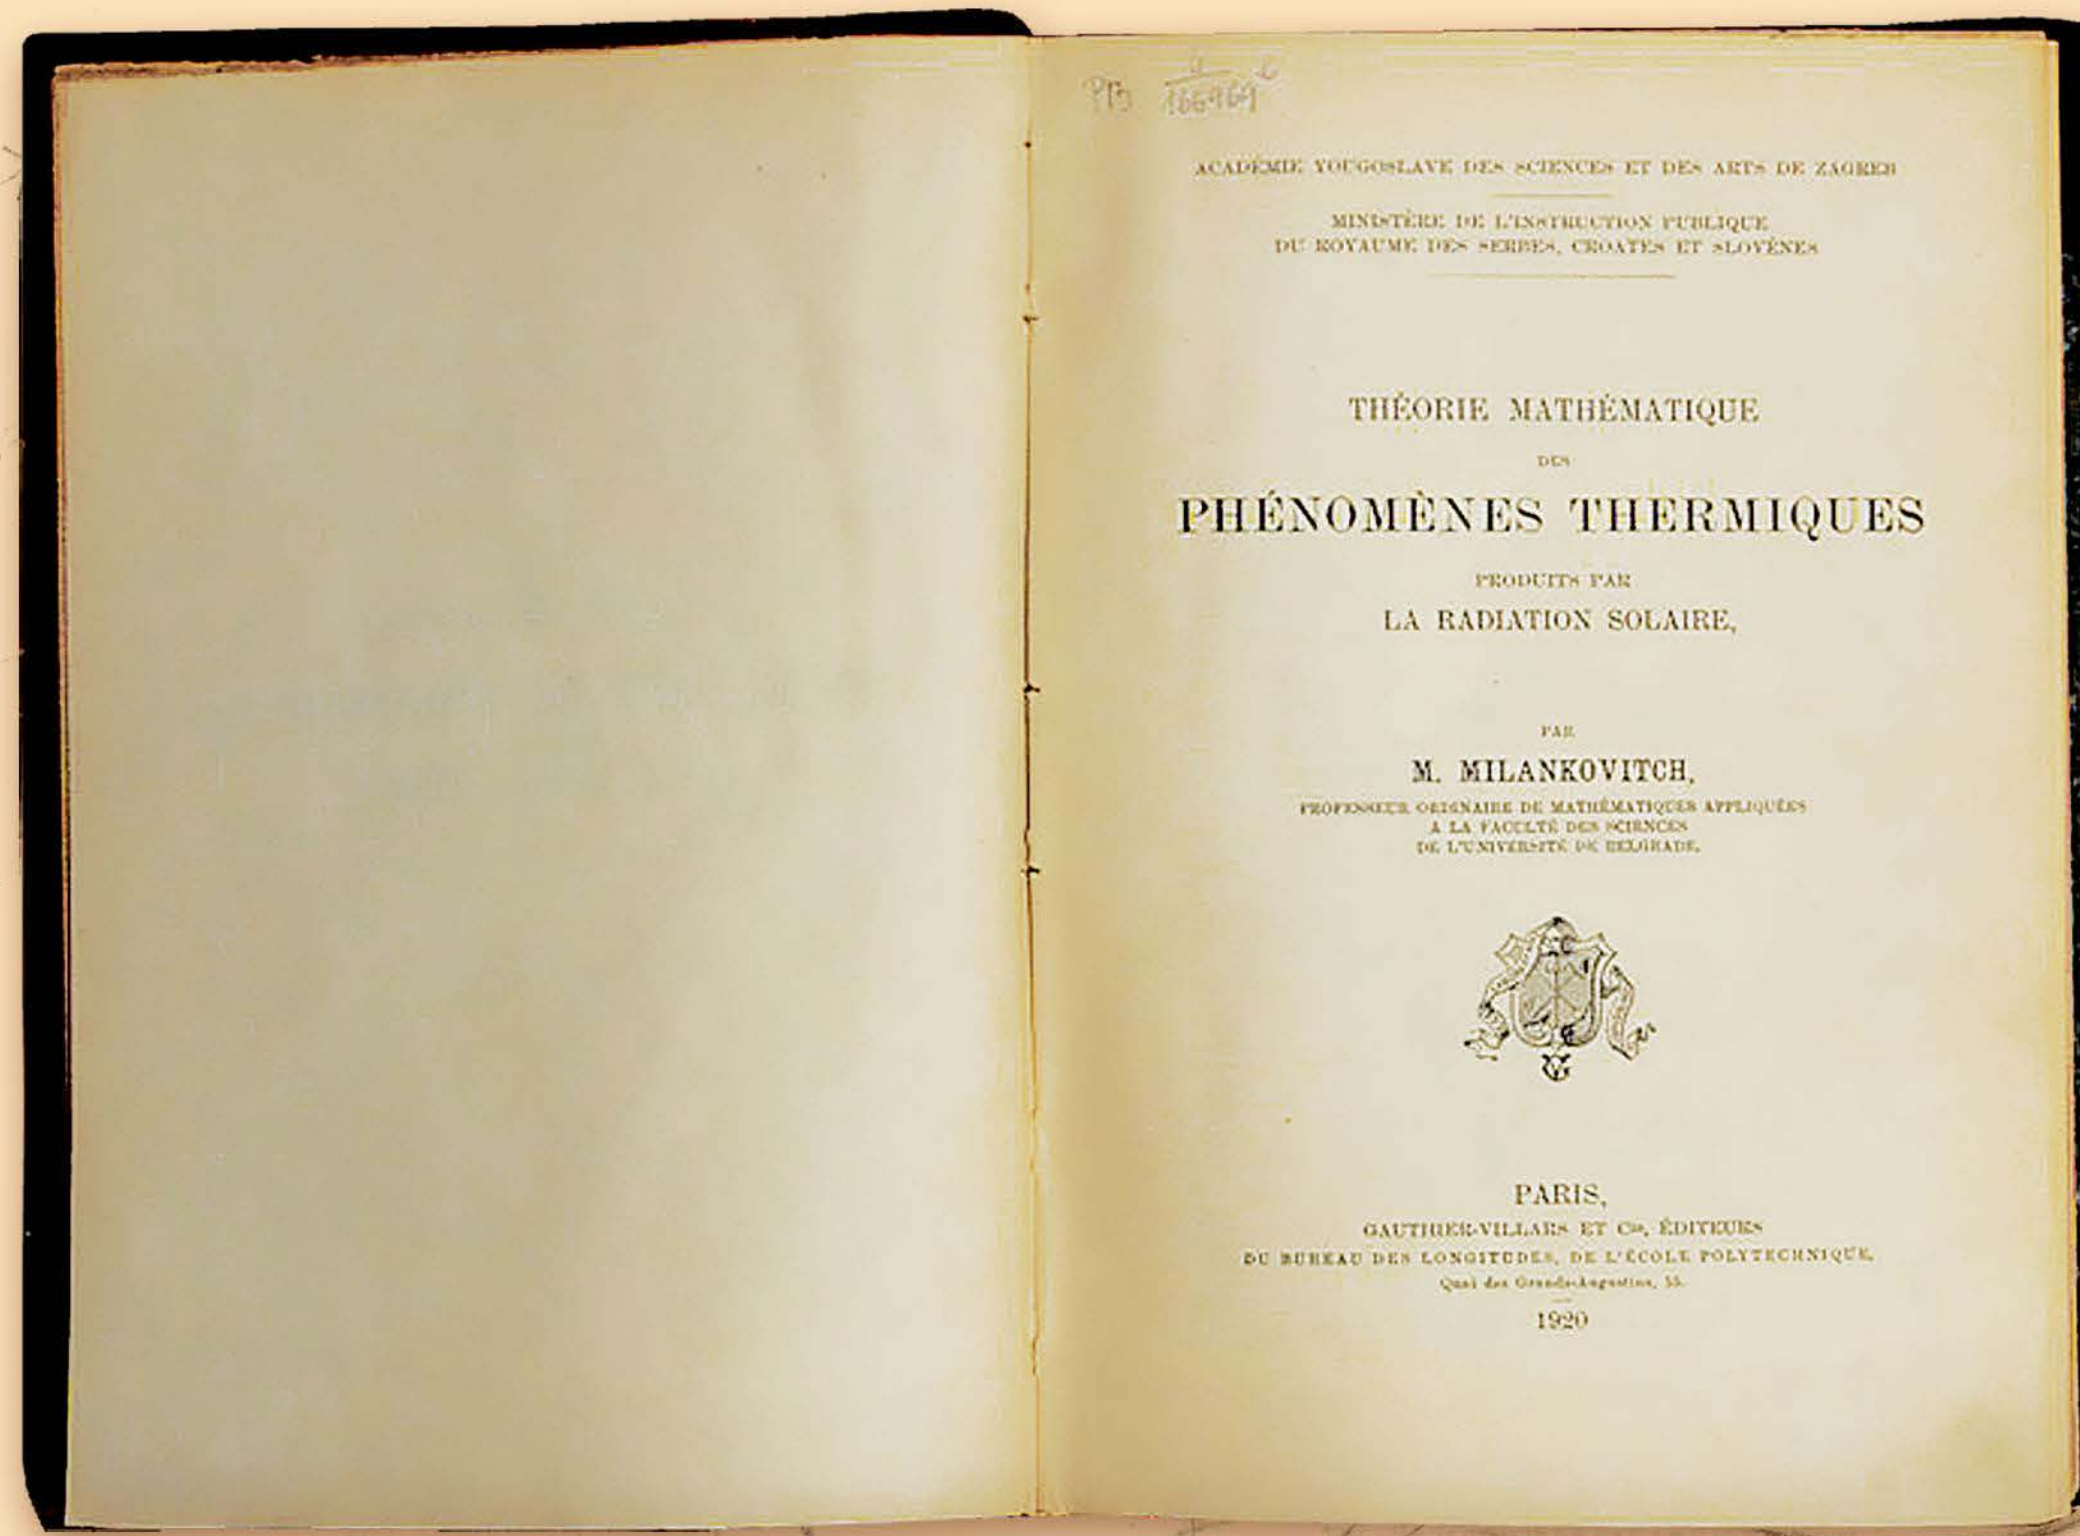 ACADÉMIE YOUGOSLAVE DES SCIENCES ET DES ARTS DE ZAGREB
MINISTÈRE DE L'INSTRUCTION PUBLIQUE
DU ROYAUME DES SERBES, CROATES ET SLOVÈNES
THÉORIE MATHÉMATIQUE
DES
PHÉNOMÈNES THERMIQUES
PRODUITS PAR
LA RADIATION SOLAIRE,
PAR
M. MILANKOVITCH,
PROFESSEUR ORDINAIRE DE MATHÉMATIQUES APPLIQUÉES
A LA FACULTÉ DES SCIENCES
DE L'UNIVERSITÉ DE BELGRADE.
PARIS,
GAUTHIER-VILLARS ET Cie, ÉDITEURS
DU BUREAU DES LONGITUDES, DE L'ÉCOLE POLYTECHNIQUE,
Quai des Grands-Augustins, 55.
1920